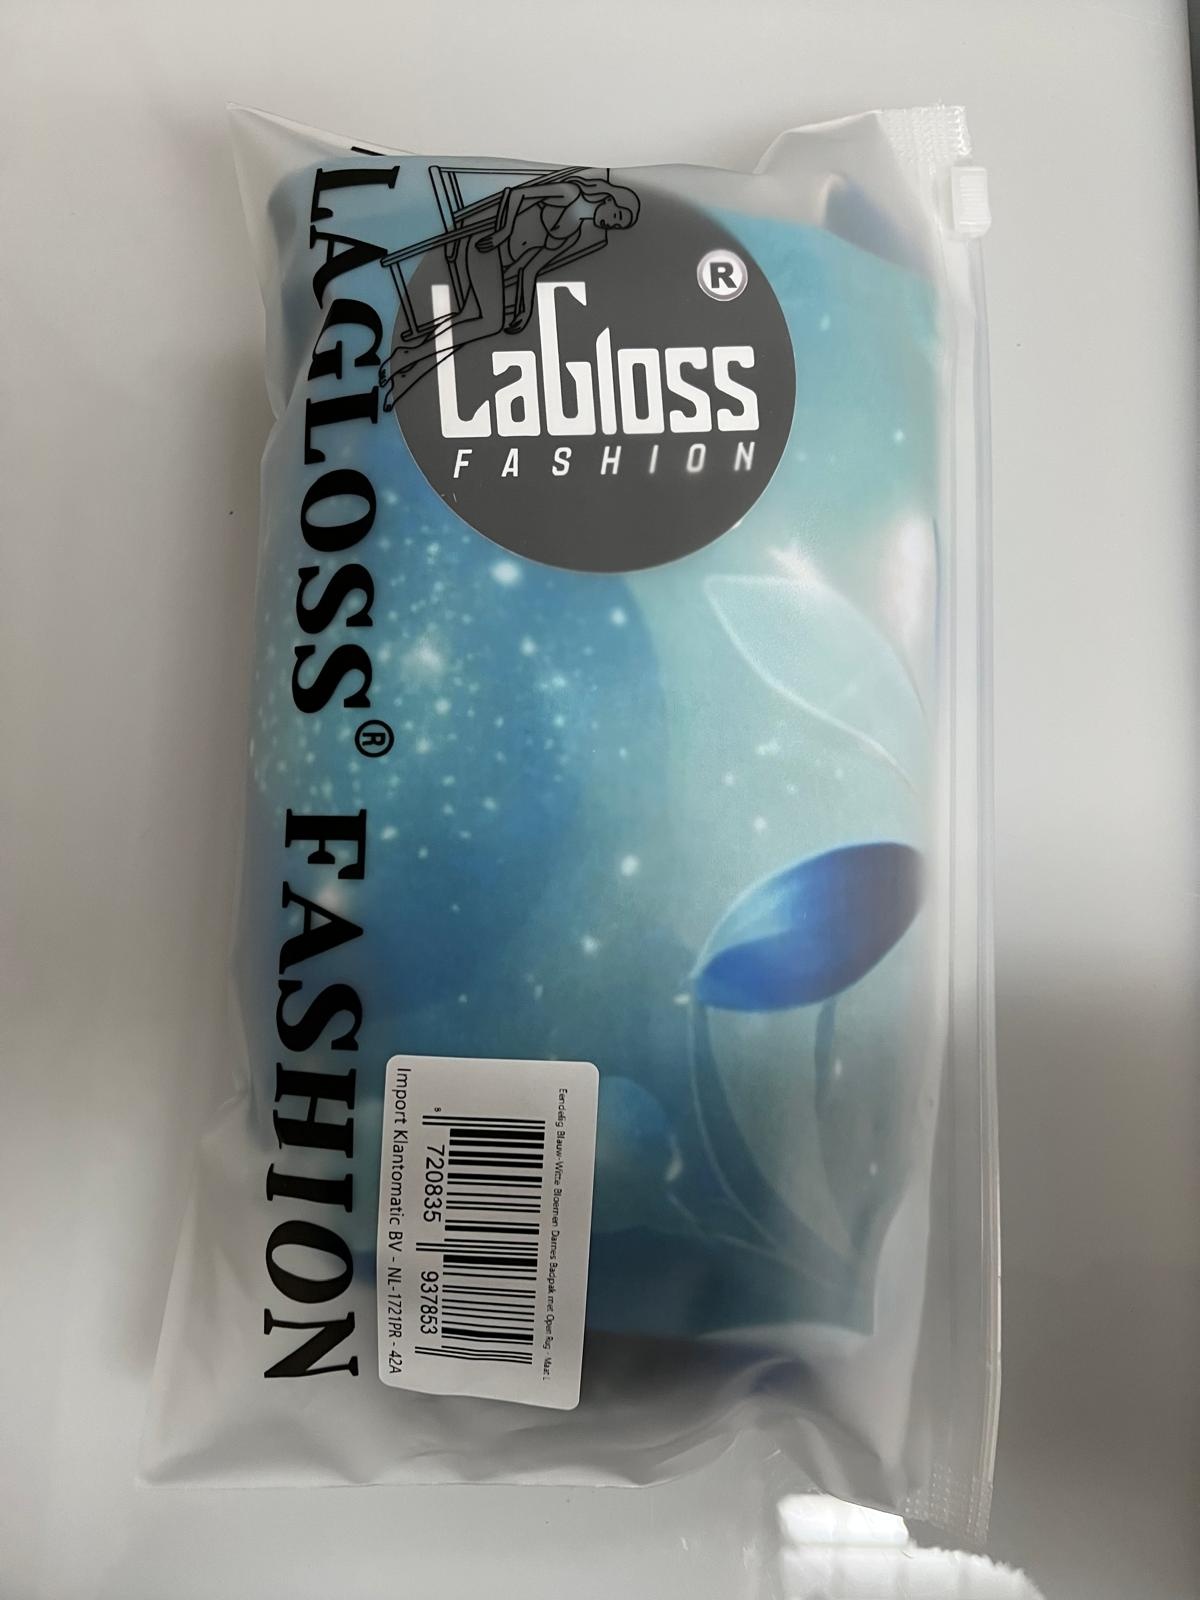 LAGLOSS® FASHION
LaGloss®
FASHION
Eendelig Blauw-Witte Bloemen Dames Badpak met Open Rug - Maat L
8 720835 937853
Import Klantomatic BV - NL-1721PR - 42A